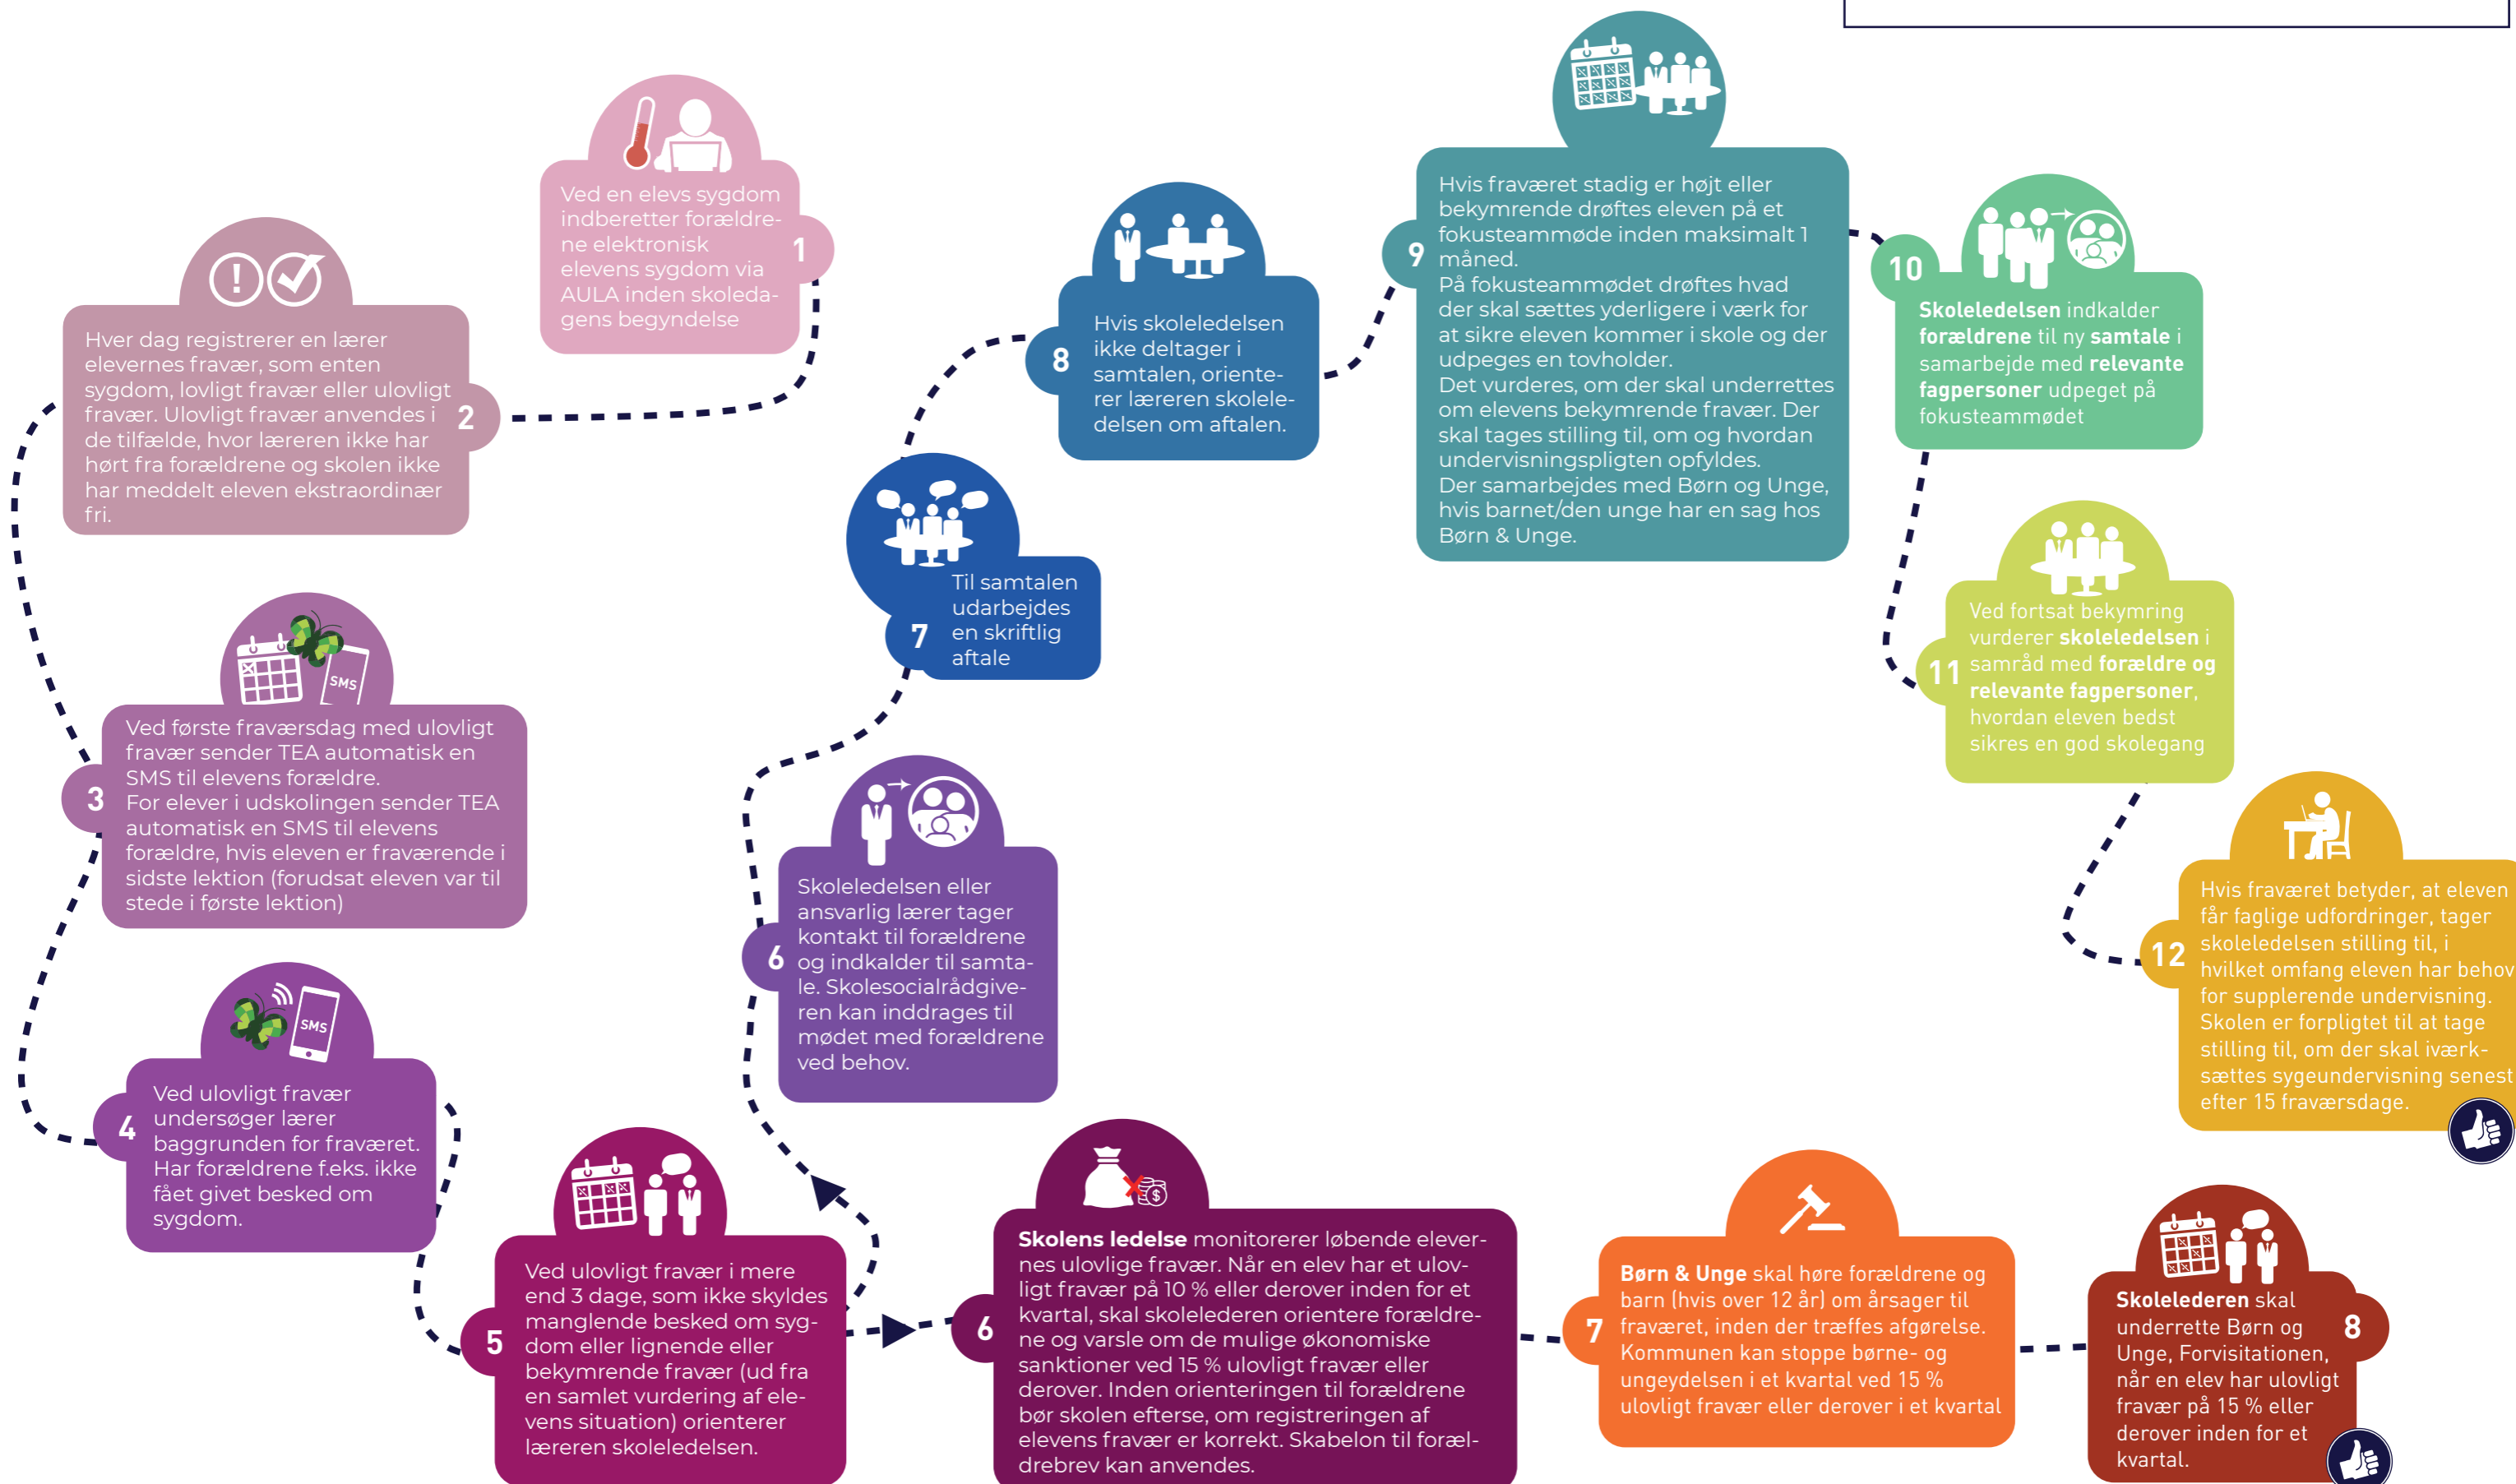 1
Ved en elevs sygdom
indberetter forældre-
ne elektronisk
elevens sygdom via
AULA inden skoleda-
gens begyndelse
2
Hver dag registrerer en lærer
elevernes fravær, som enten
sygdom, lovligt fravær eller ulovligt
fravær. Ulovligt fravær anvendes i
de tilfælde, hvor læreren ikke har
hørt fra forældrene og skolen ikke
har meddelt eleven ekstraordinær
fri.
SMS
3
Ved første fraværsdag med ulovligt
fravær sender TEA automatisk en
SMS til elevens forældre.
For elever i udskolingen sender TEA
automatisk en SMS til elevens
forældre, hvis eleven er fraværende i
sidste lektion (forudsat eleven var til
stede i første lektion)
SMS
4
Ved ulovligt fravær
undersøger lærer
baggrunden for fraværet.
Har forældrene f.eks. ikke
fået givet besked om
sygdom.
5
Ved ulovligt fravær i mere
end 3 dage, som ikke skyldes
manglende besked om syg-
dom eller lignende eller
bekymrende fravær (ud fra
en samlet vurdering af ele-
vens situation) orienterer
læreren skoleledelsen.
6
Skoleledelsen eller
ansvarlig lærer tager
kontakt til forældrene
og indkalder til samta-
le. Skolesocialrådgive-
ren kan inddrages til
mødet med forældrene
ved behov.
7
Til samtalen
udarbejdes
en skriftlig
aftale
8
Hvis skoleledelsen
ikke deltager i
samtalen, oriente-
rer læreren skolele-
delsen om aftalen.
9
Hvis fraværet stadig er højt eller
bekymrende drøftes eleven på et
fokusteammøde inden maksimalt 1
måned.
På fokusteammødet drøftes hvad
der skal sættes yderligere i værk for
at sikre eleven kommer i skole og der
udpeges en tovholder.
Det vurderes, om der skal underrettes
om elevens bekymrende fravær. Der
skal tages stilling til, om og hvordan
undervisningspligten opfyldes.
Der samarbejdes med Børn og Unge,
hvis barnet/den unge har en sag hos
Børn & Unge.
10
Skoleledelsen indkalder
forældrene til ny samtale i
samarbejde med relevante
fagpersoner udpeget på
fokusteammødet
11
Ved fortsat bekymring
vurderer skoleledelsen i
samråd med forældre og
relevante fagpersoner,
hvordan eleven bedst
sikres en god skolegang
12
Hvis fraværet betyder, at eleven
får faglige udfordringer, tager
skoleledelsen stilling til, i
hvilket omfang eleven har behov
for supplerende undervisning.
Skolen er forpligtet til at tage
stilling til, om der skal iværk-
sættes sygeundervisning senest
efter 15 fraværsdage.
6
Skolens ledelse monitorerer løbende elever-
nes ulovlige fravær. Når en elev har et ulov-
ligt fravær på 10 % eller derover inden for et
kvartal, skal skolelederen orientere forældre-
ne og varsle om de mulige økonomiske
sanktioner ved 15 % ulovligt fravær eller
derover. Inden orienteringen til forældrene
bør skolen efterse, om registreringen af
elevens fravær er korrekt. Skabelon til foræl-
drebrev kan anvendes.
7
Børn & Unge skal høre forældrene og
barn (hvis over 12 år) om årsager til
fraværet, inden der træffes afgørelse.
Kommunen kan stoppe børne- og
ungeydelsen i et kvartal ved 15 %
ulovligt fravær eller derover i et kvartal
8
Skolelederen skal
underrette Børn og
Unge, Forvisitationen,
når en elev har ulovligt
fravær på 15 % eller
derover inden for et
kvartal.